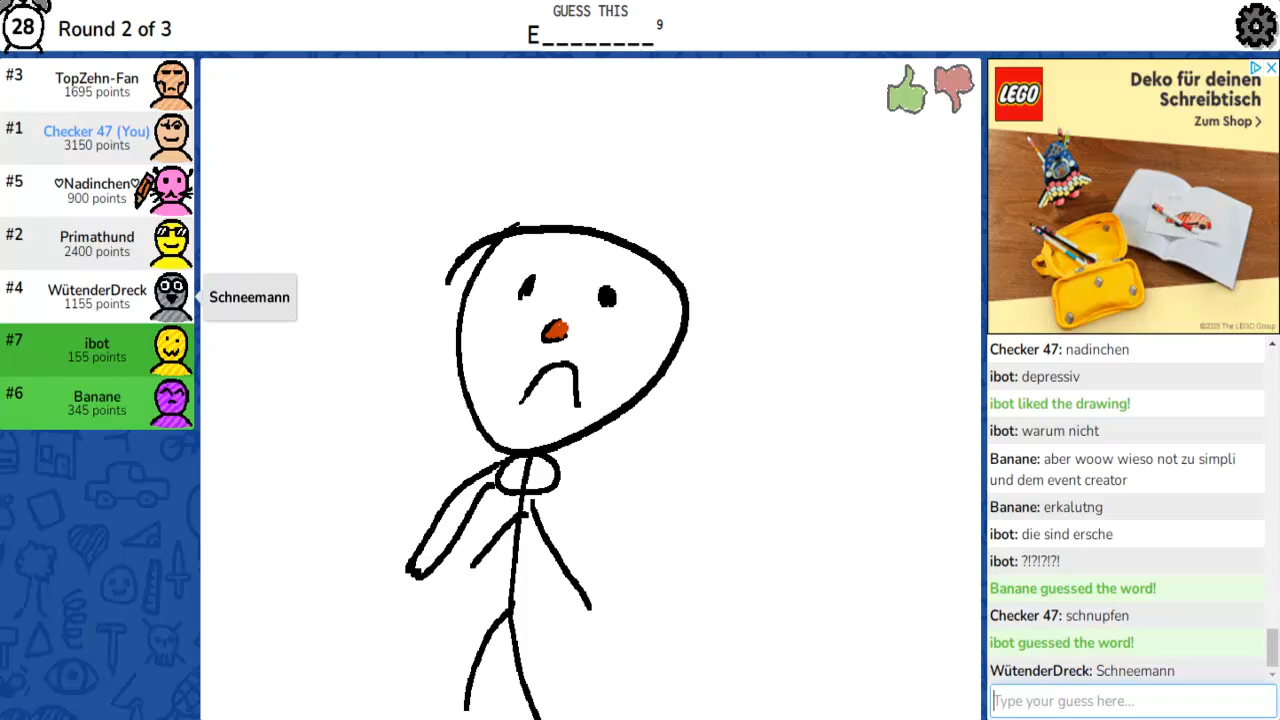 28
Round 2 of 3
GUESS THIS
E________ 9
#3
TopZehn-Fan
1695 points
#1
Checker 47 (You)
3150 points
#5
♡Nadinchen♡
900 points
#2
Primathund
2400 points
#4
WütenderDreck
1155 points
Schneemann
#7
ibot
155 points
#6
Banane
345 points
LEGO
Deko für deinen
Schreibtisch
Zum Shop >
©2023 The LEGO Group
Checker 47: nadinchen
ibot: depressiv
ibot liked the drawing!
ibot: warum nicht
Banane: aber woow wieso not zu simpli
und dem event creator
Banane: erkalutng
ibot: die sind ersche
ibot: ?!?!?!?!
Banane guessed the word!
Checker 47: schnupfen
ibot guessed the word!
WütenderDreck: Schneemann
Type your guess here...